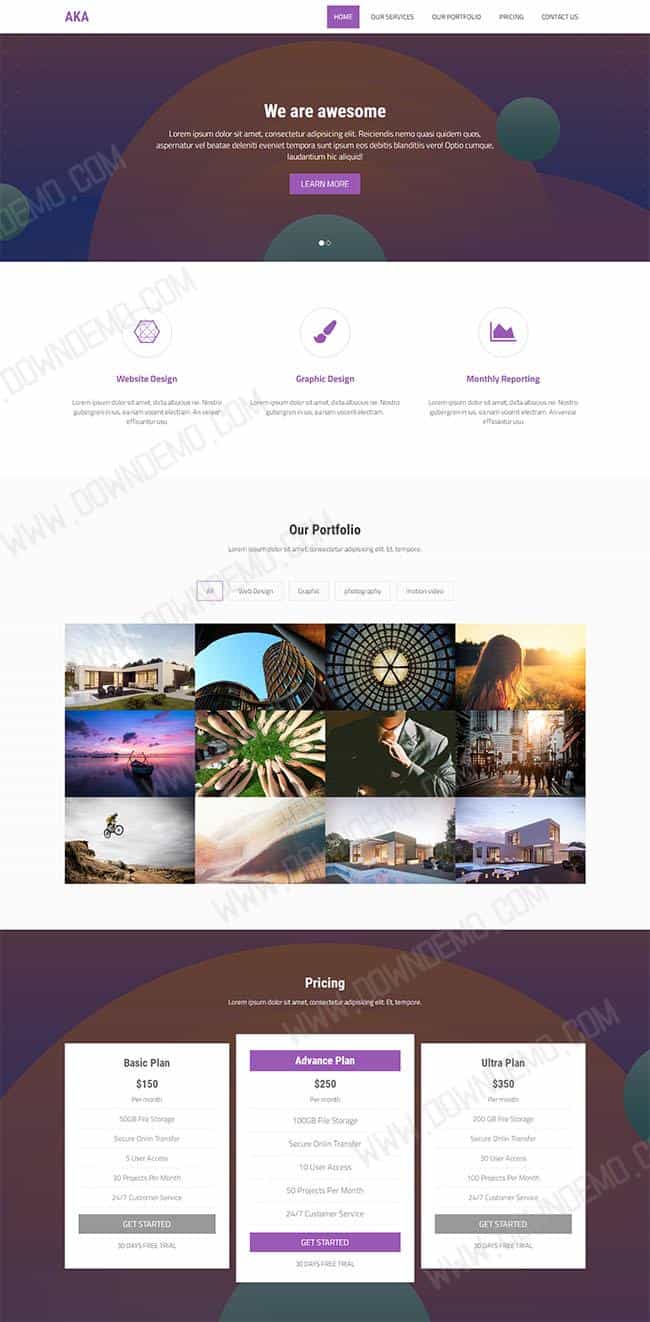 AKA
HOME OUR SERVICES OUR PORTFOLIO PRICING CONTACT US
We are awesome
Lorem ipsum dolor sit amet, consectetur adipisicing elit. Reiciendis nemo quasi quidem quos,
aspernatur vel beatae deleniti eveniet tempora sunt ipsum eos debitis blanditiis vero! Optio cumque,
laudantium hic aliquid!
LEARN MORE
Website Design
Lorem ipsum dolor sit amet, dicta albucius ne. Nostro
gubergren in ius, ea nam option electram. An verear
efficiantur usu.
Graphic Design
Lorem ipsum dolor sit amet, dicta albucius ne. Nostro
gubergren in ius, ea nam sixovent electram.
Monthly Reporting
Lorem ipsum dolor sit amet, dicta albucius ne. Nostro
gubergren in ius, ea nam woovent electram. An verear
efficiantur usu.
Our Portfolio
Lorem ipsum dolor sit amet, consectetur adipisicing elit. Et, tempore.
All Web Design Graphic photography motion video
Pricing
Lorem ipsum dolor sit amet, consectetur adipisicing elit. Et, tempore.
Basic Plan
$150
Per month
50GB File Storage
Secure Onlin Transfer
5 User Access
30 Projects Per Month
24/7 Customer Service
GET STARTED
30 DAYS FREE TRIAL
Advance Plan
$250
Per month
100GB File Storage
Secure Onlin Transfer
10 User Access
50 Projects Per Month
24/7 Customer Service
GET STARTED
30 DAYS FREE TRIAL
Ultra Plan
$350
Per month
200 GB File Storage
Secure Onlin Transfer
30 User Access
100 Projects Per Month
24/7 Customer Service
GET STARTED
30 DAYS FREE TRIAL
WWW.DOWNDEMO.COM